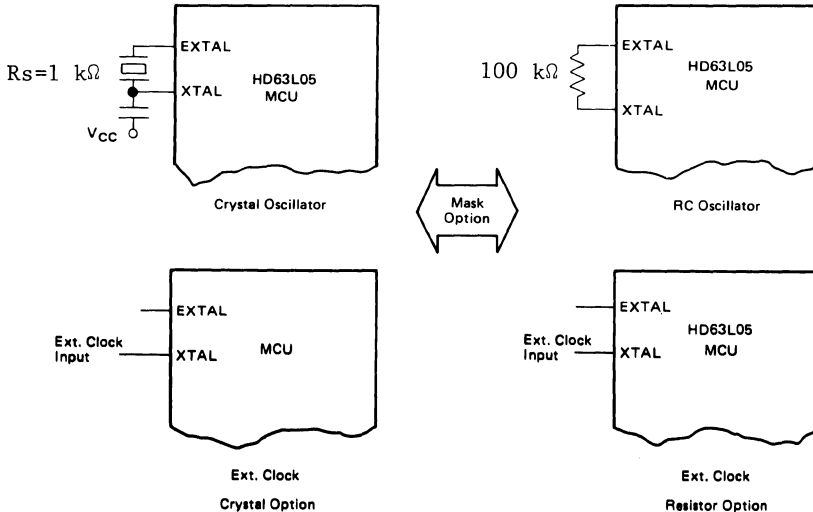 Rs=1 kΩ
EXTAL
XTAL
HD63L05
MCU
VCC
Crystal Oscillator
100 kΩ
EXTAL
XTAL
HD63L05
MCU
RC Oscillator
Mask
Option
EXTAL
Ext. Clock
Input
XTAL
MCU
Ext. Clock
Crystal Option
EXTAL
Ext. Clock
Input
XTAL
HD63L05
MCU
Ext. Clock
Resistor Option